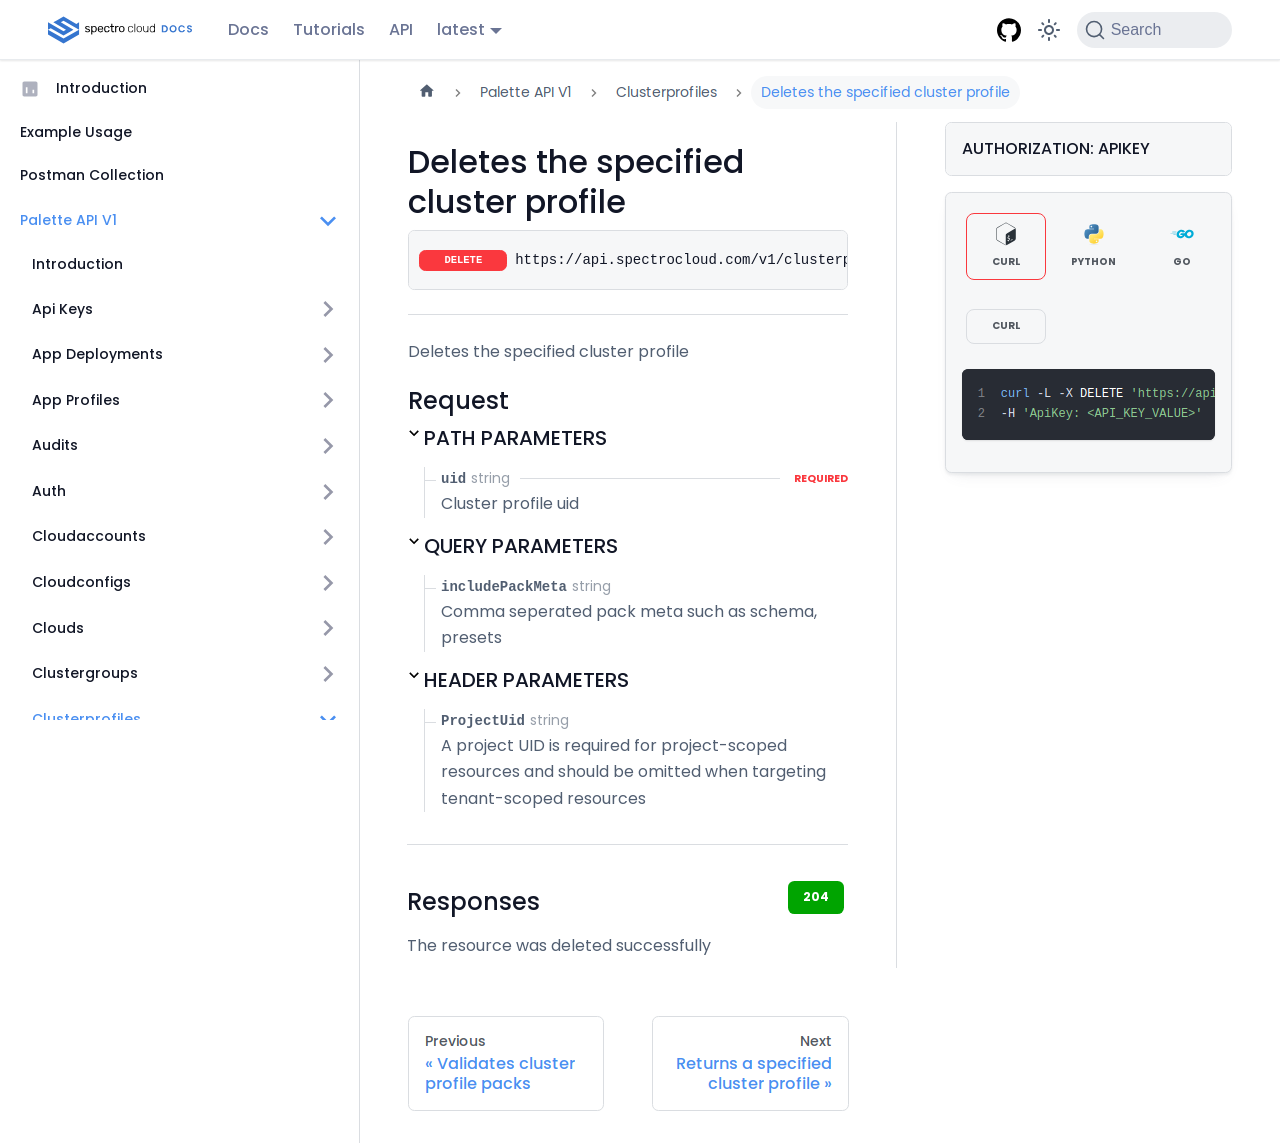 spectro cloud DOCS
Docs
Tutorials
API
latest
Search
Introduction
Example Usage
Postman Collection
Palette API V1
Introduction
Api Keys
App Deployments
App Profiles
Audits
Auth
Cloudaccounts
Cloudconfigs
Clouds
Clustergroups
Clusterprofiles
Palette API V1
Clusterprofiles
Deletes the specified cluster profile
Deletes the specified
cluster profile
DELETE https://api.spectrocloud.com/v1/clusterp
Deletes the specified cluster profile
Request
PATH PARAMETERS
uid string REQUIRED
Cluster profile uid
QUERY PARAMETERS
includePackMeta string
Comma seperated pack meta such as schema,
presets
HEADER PARAMETERS
ProjectUid string
A project UID is required for project-scoped
resources and should be omitted when targeting
tenant-scoped resources
Responses
204
The resource was deleted successfully
Previous
« Validates cluster
profile packs
Next
Returns a specified
cluster profile »
AUTHORIZATION: APIKEY
CURL
PYTHON
GO
CURL
1 curl -L -X DELETE 'https://api
2 -H 'ApiKey: <API_KEY_VALUE>'